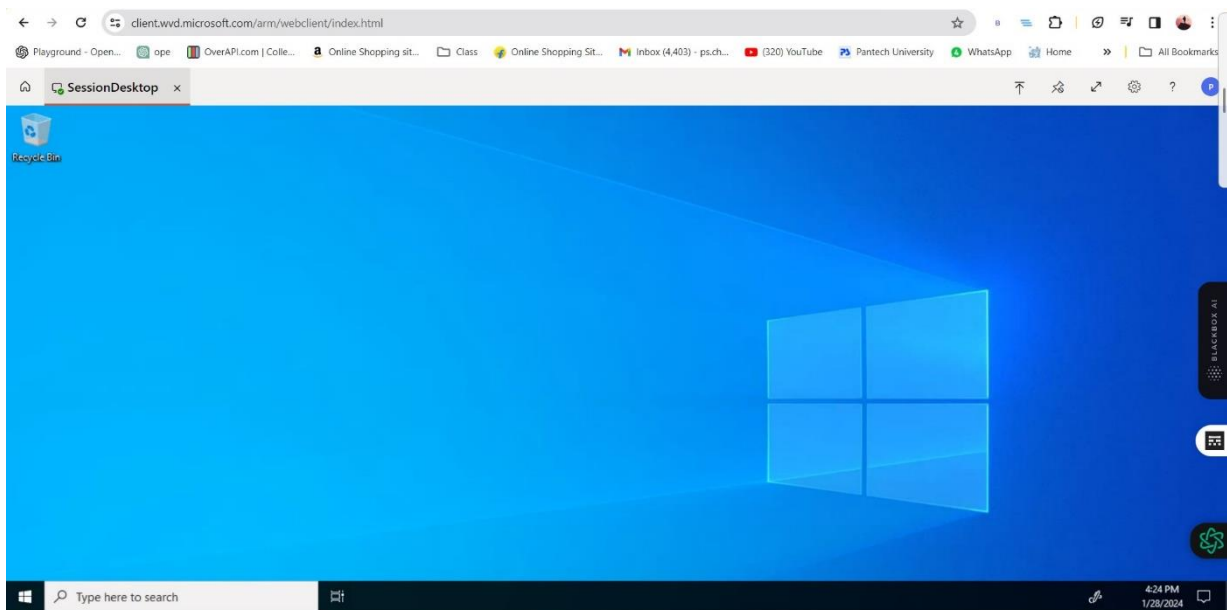 client.wvd.microsoft.com/arm/webclient/index.html
Playground - Open... ope OverAPI.com | Colle... a Online Shopping sit... Class Online Shopping Sit... Inbox (4,403) - ps.ch... (320) YouTube Pantech University WhatsApp Home » All Bookmarks
SessionDesktop × ? P
Recycle Bin
BLACKBOX AI
Type here to search
4:24 PM
1/28/2024